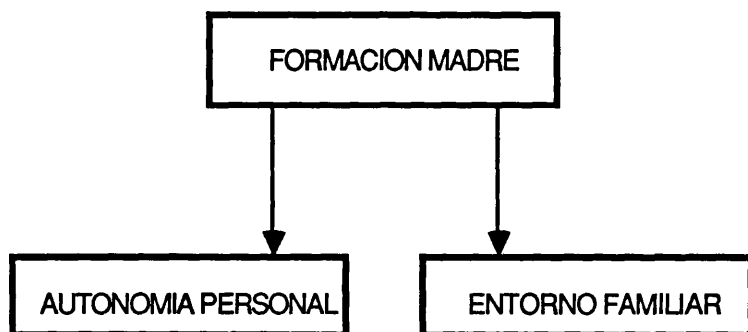 FORMACION MADRE
AUTONOMIA PERSONAL
ENTORNO FAMILIAR